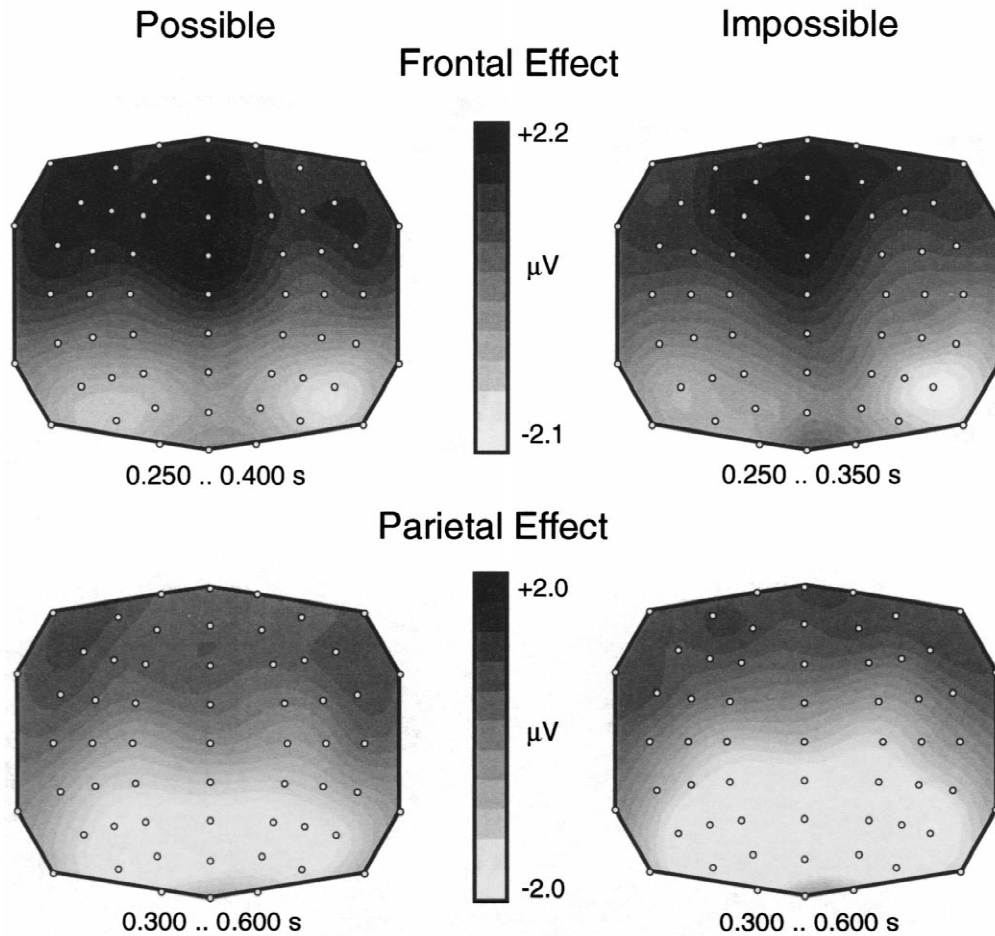 Possible
Impossible
Frontal Effect
+2.2
µV
-2.1
0.250 .. 0.400 s
0.250 .. 0.350 s
Parietal Effect
+2.0
µV
-2.0
0.300 .. 0.600 s
0.300 .. 0.600 s